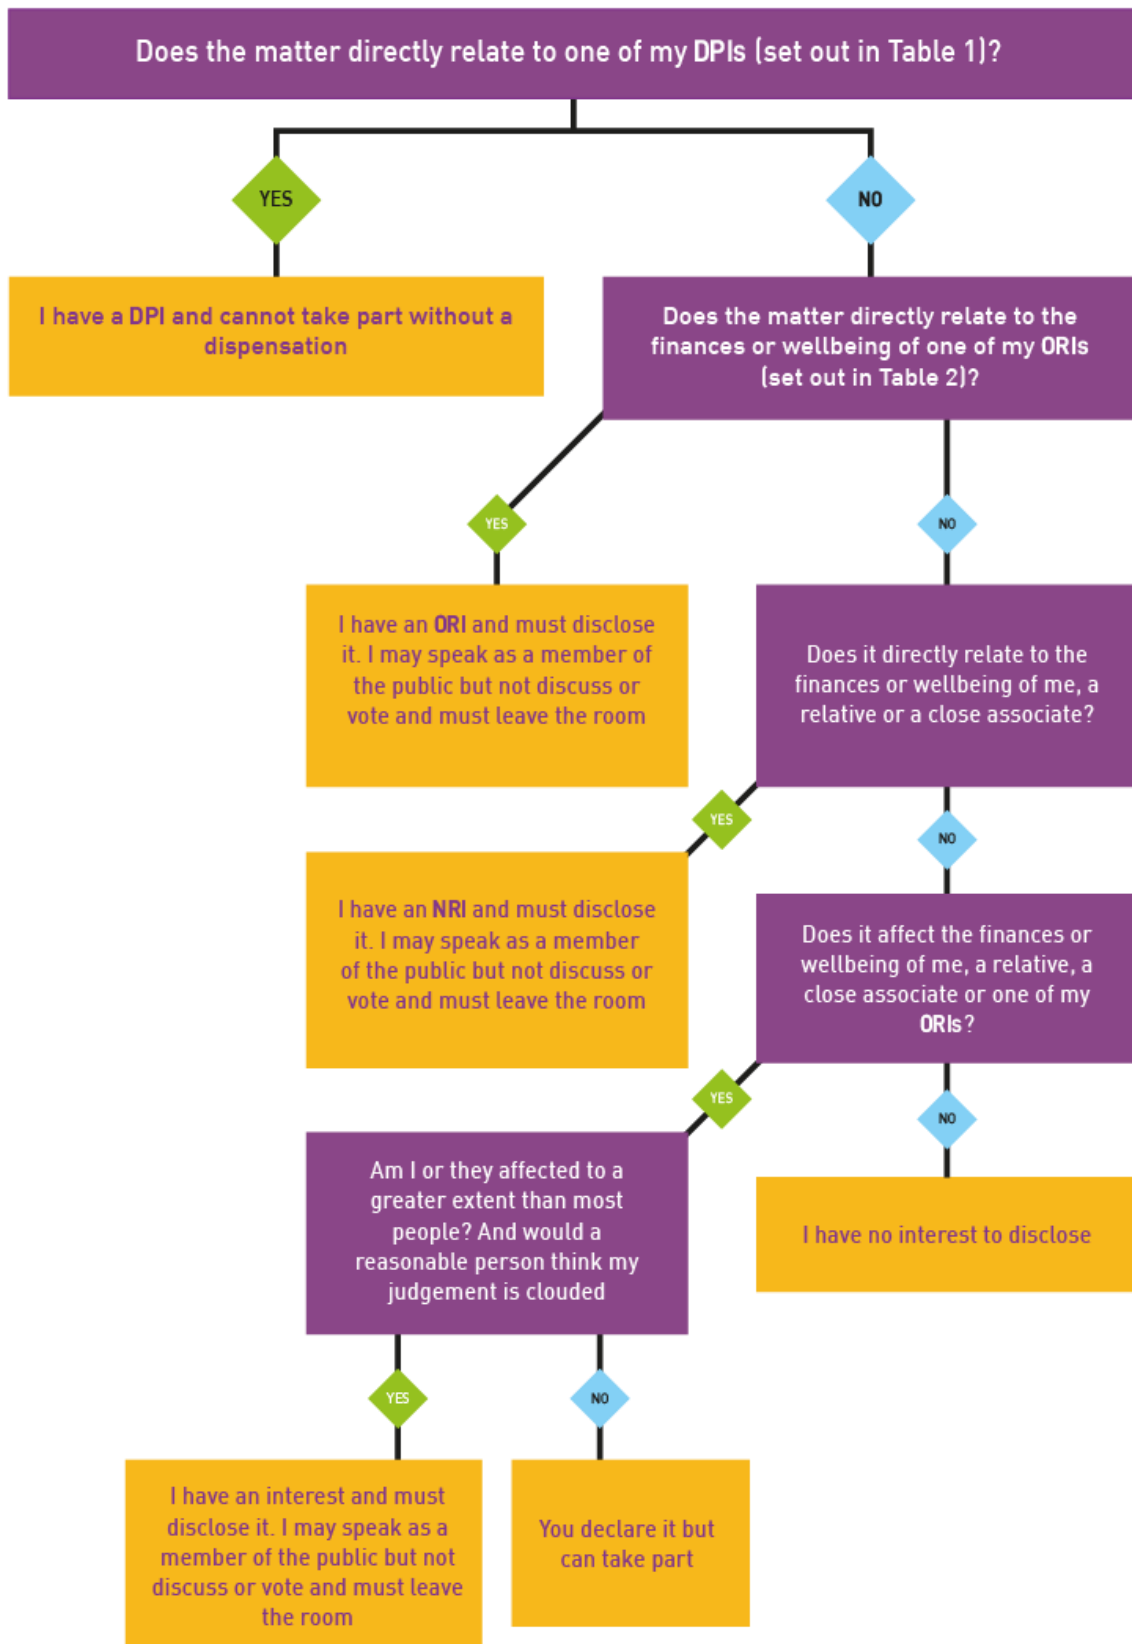 Does the matter directly relate to one of my DPIs (set out in Table 1)?
YES
NO
I have a DPI and cannot take part without a
dispensation
Does the matter directly relate to the
finances or wellbeing of one of my ORIs
(set out in Table 2)?
YES
NO
I have an ORI and must disclose
it. I may speak as a member of
the public but not discuss or
vote and must leave the room
Does it directly relate to the
finances or wellbeing of me, a
relative or a close associate?
YES
NO
I have an NRI and must disclose
it. I may speak as a member
of the public but not discuss or
vote and must leave the room
Does it affect the finances or
wellbeing of me, a relative, a
close associate or one of my
ORIs?
YES
NO
Am I or they affected to a
greater extent than most
people? And would a
reasonable person think my
judgement is clouded
I have no interest to disclose
YES
NO
I have an interest and must
disclose it. I may speak as a
member of the public but not
discuss or vote and must leave
the room
You declare it but
can take part